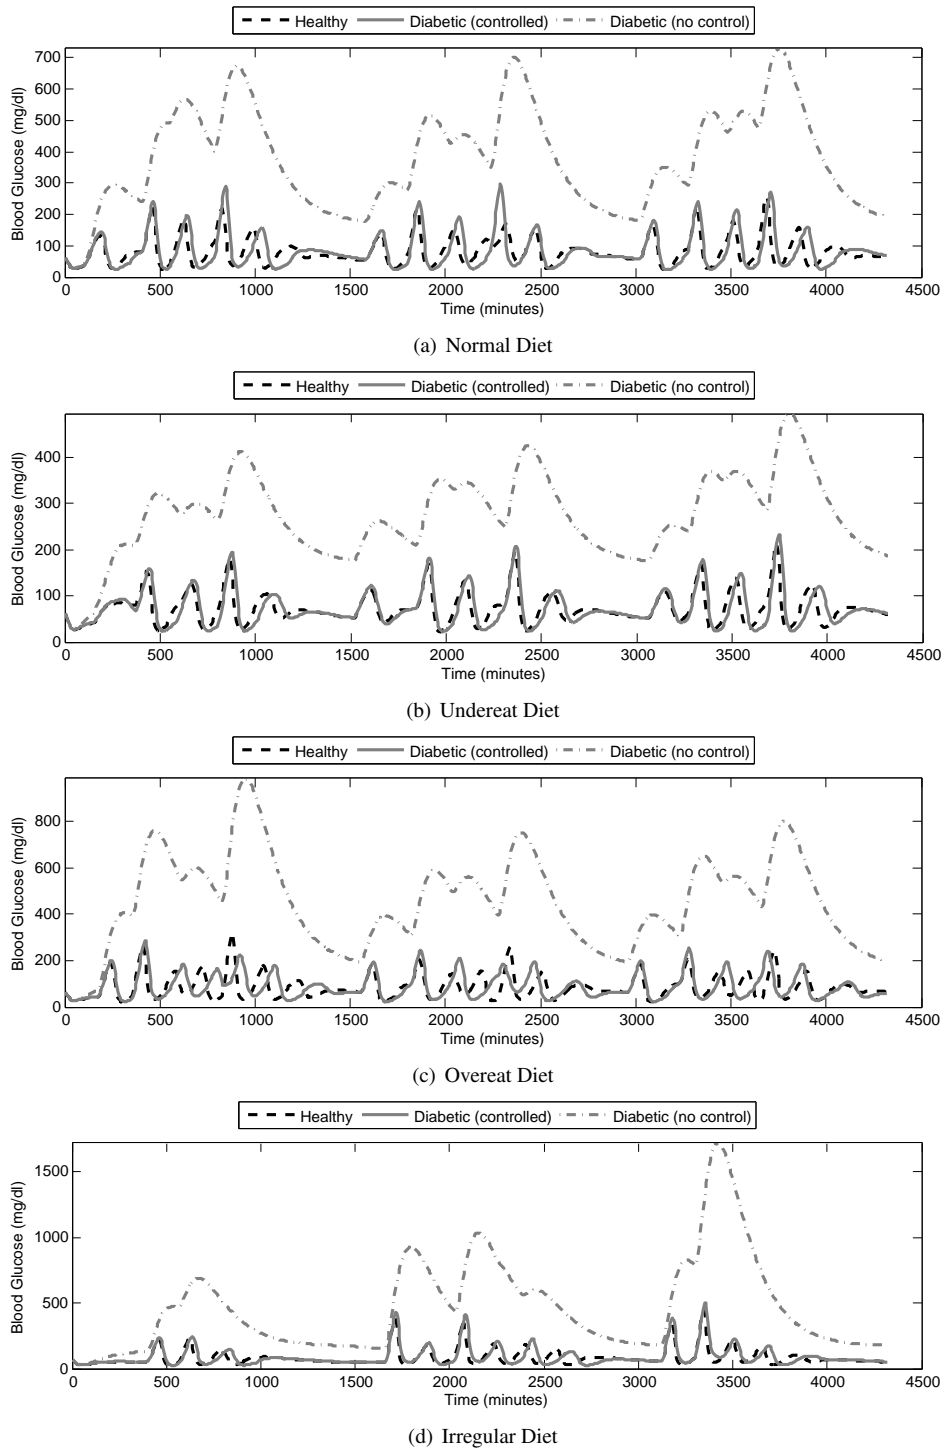 Healthy Diabetic (controlled) Diabetic (no control)
700
600
500
400
300
200
100
0
Blood Glucose (mg/dl)
0 500 1000 1500 2000 2500 3000 3500 4000 4500
Time (minutes)
(a) Normal Diet
Healthy Diabetic (controlled) Diabetic (no control)
400
300
200
100
0
Blood Glucose (mg/dl)
0 500 1000 1500 2000 2500 3000 3500 4000 4500
Time (minutes)
(b) Undereat Diet
Healthy Diabetic (controlled) Diabetic (no control)
800
600
400
200
0
Blood Glucose (mg/dl)
0 500 1000 1500 2000 2500 3000 3500 4000 4500
Time (minutes)
(c) Overeat Diet
Healthy Diabetic (controlled) Diabetic (no control)
1500
1000
500
0
Blood Glucose (mg/dl)
0 500 1000 1500 2000 2500 3000 3500 4000 4500
Time (minutes)
(d) Irregular Diet